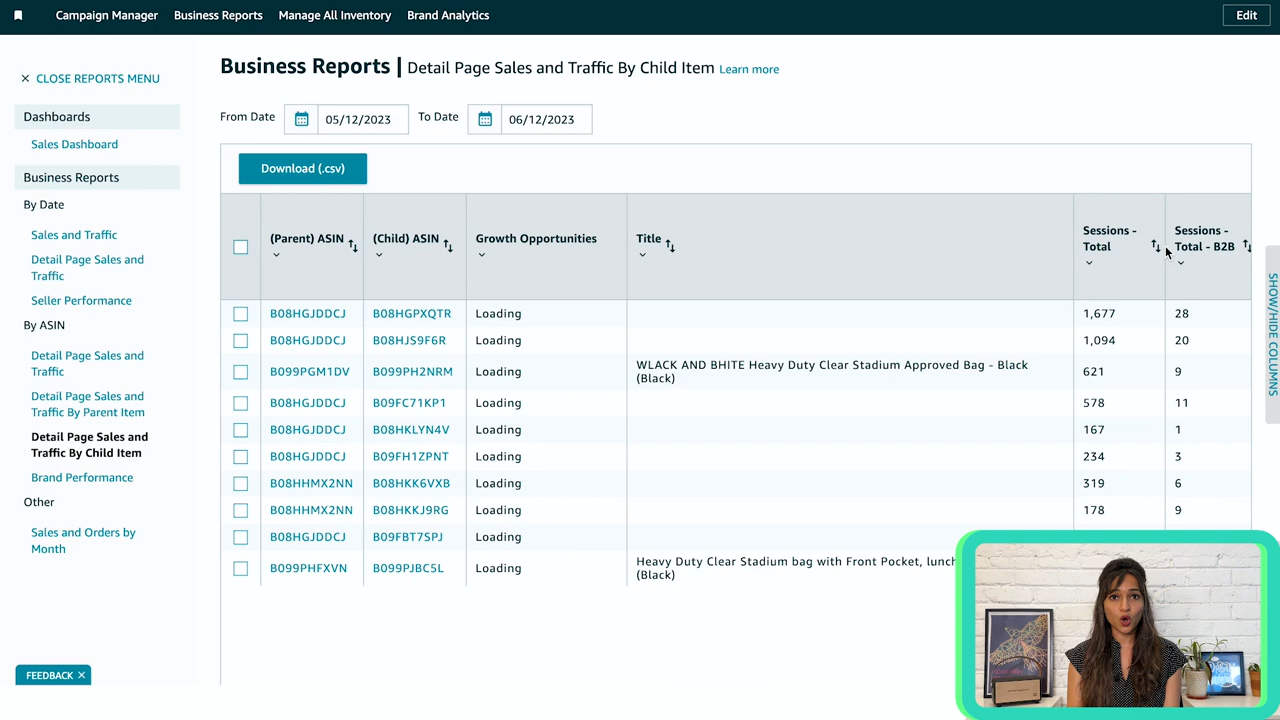 Campaign Manager Business Reports Manage All Inventory Brand Analytics Edit
CLOSE REPORTS MENU
Dashboards
Sales Dashboard
Business Reports
By Date
Sales and Traffic
Detail Page Sales and
Traffic
Seller Performance
By ASIN
Detail Page Sales and
Traffic
Detail Page Sales and
Traffic By Parent Item
Detail Page Sales and
Traffic By Child Item
Brand Performance
Other
Sales and Orders by
Month
FEEDBACK
Business Reports | Detail Page Sales and Traffic By Child Item Learn more
From Date 05/12/2023 To Date 06/12/2023
Download (.csv)
(Parent) ASIN (Child) ASIN Growth Opportunities Title Sessions - Total Sessions - Total - B2B
B08HGJDDCJ B08HGPXQTR Loading 1,677 28
B08HGJDDCJ B08HJS9F6R Loading 1,094 20
B099PGM1DV B099PH2NRM Loading WLACK AND BHITE Heavy Duty Clear Stadium Approved Bag - Black (Black) 621 9
B08HGJDDCJ B09FC71KP1 Loading 578 11
B08HGJDDCJ B08HKLYN4V Loading 167 1
B08HGJDDCJ B09FH1ZPNT Loading 234 3
B08HHMX2NN B08HKK6VXB Loading 319 6
B08HHMX2NN B08HKKJ9RG Loading 178 9
B08HGJDDCJ B09FBT7SPJ Loading
B099PHFXVN B099PJBC5L Loading Heavy Duty Clear Stadium bag with Front Pocket, lunch (Black)
SHOW/HIDE COLUMNS